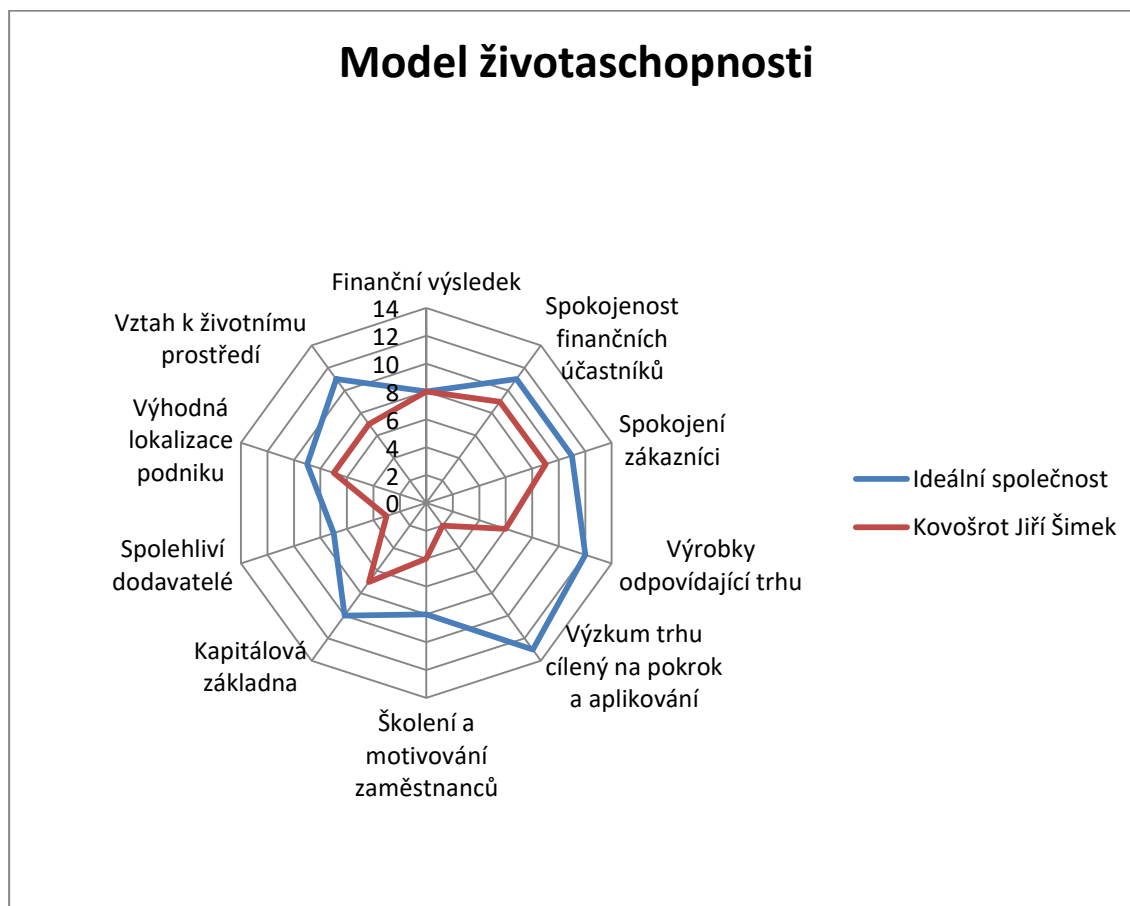 Model životaschopnosti
Finanční výsledek
14
12
10
8
6
4
2
0
Spokojenost
finančních
účastníků
Spokojení
zákazníci
Výrobky
odpovídající trhu
Výzkum trhu
cílený na pokrok
a aplikování
Školení a
motivování
zaměstnanců
Kapitálová
základna
Spolehliví
dodavatelé
Výhodná
lokalizace
podniku
Vztah k životnímu
prostředí
Ideální společnost
Kovošrot Jiří Šimek